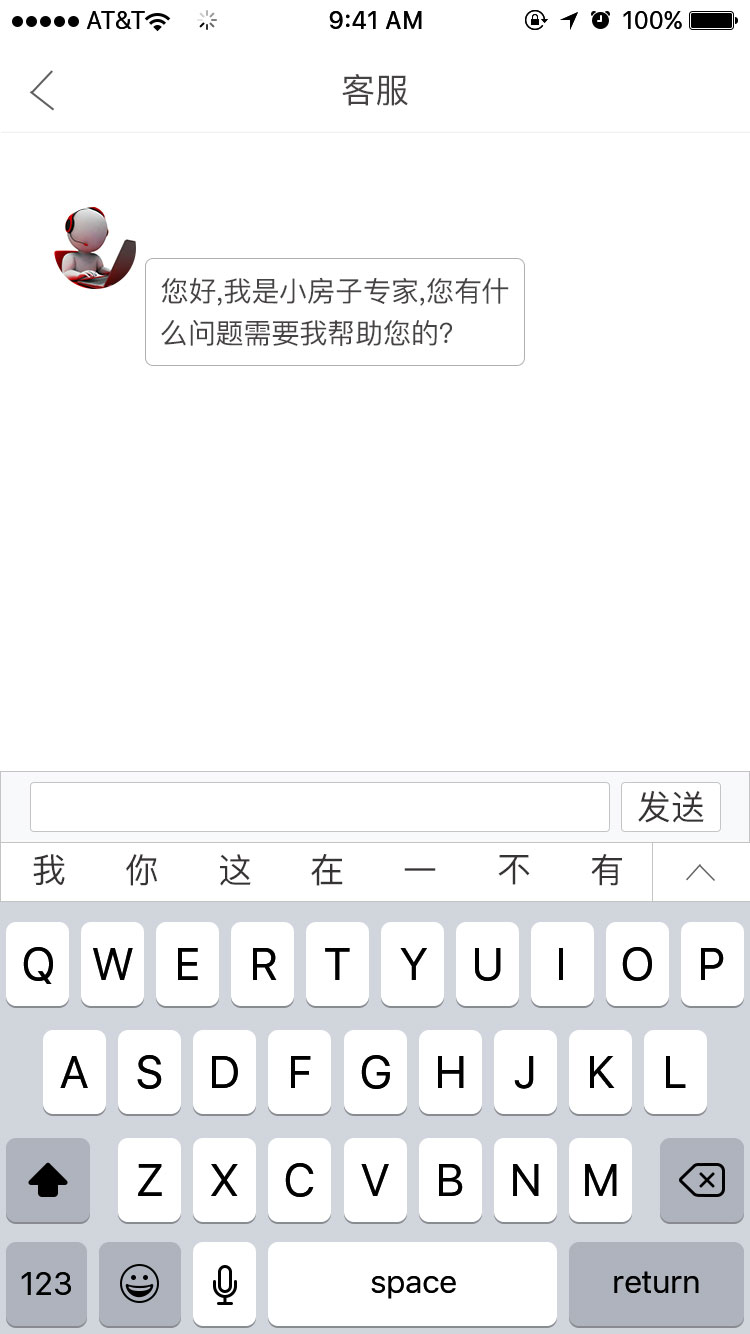 AT&T 9:41 AM 100%
客服
您好,我是小房子专家,您有什
么问题需要我帮助您的?
发送
我 你 这 在 一 不 有
Q W E R T Y U I O P
A S D F G H J K L
Z X C V B N M
123 space return